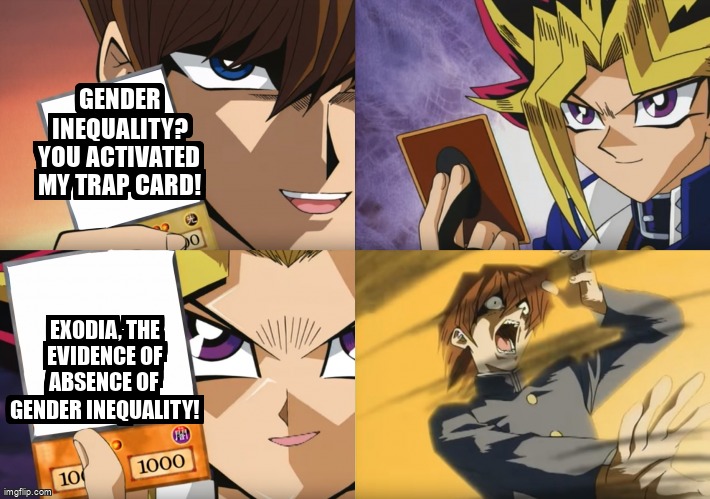 GENDER
INEQUALITY?
YOU ACTIVATED
MY TRAP CARD!
EXODIA, THE
EVIDENCE OF
ABSENCE OF
GENDER INEQUALITY!
1000
imgflip.com